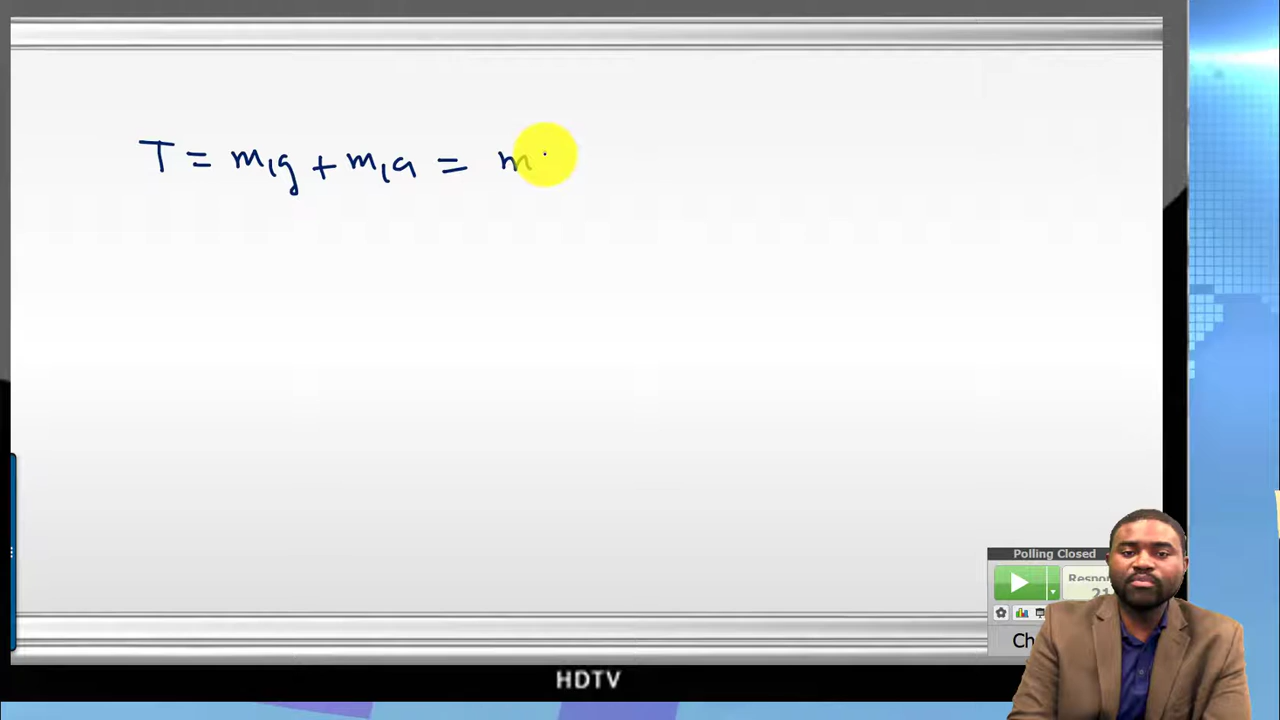 T = m₁g + m₁a = m
Polling Closed
HDTV